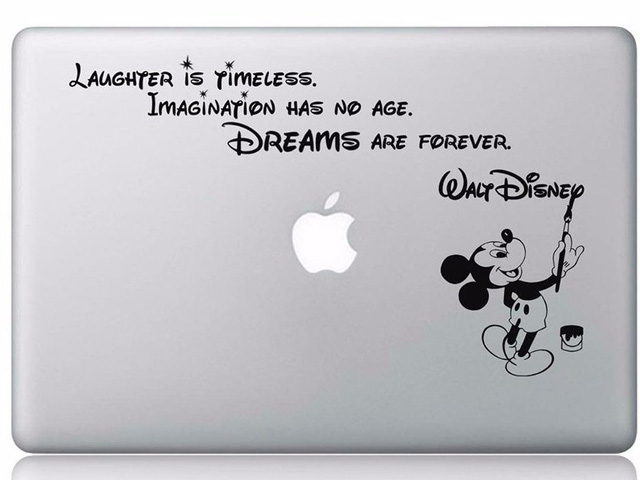 Laughter is timeless.
Imagination has no age.
Dreams are forever.
Walt Disney